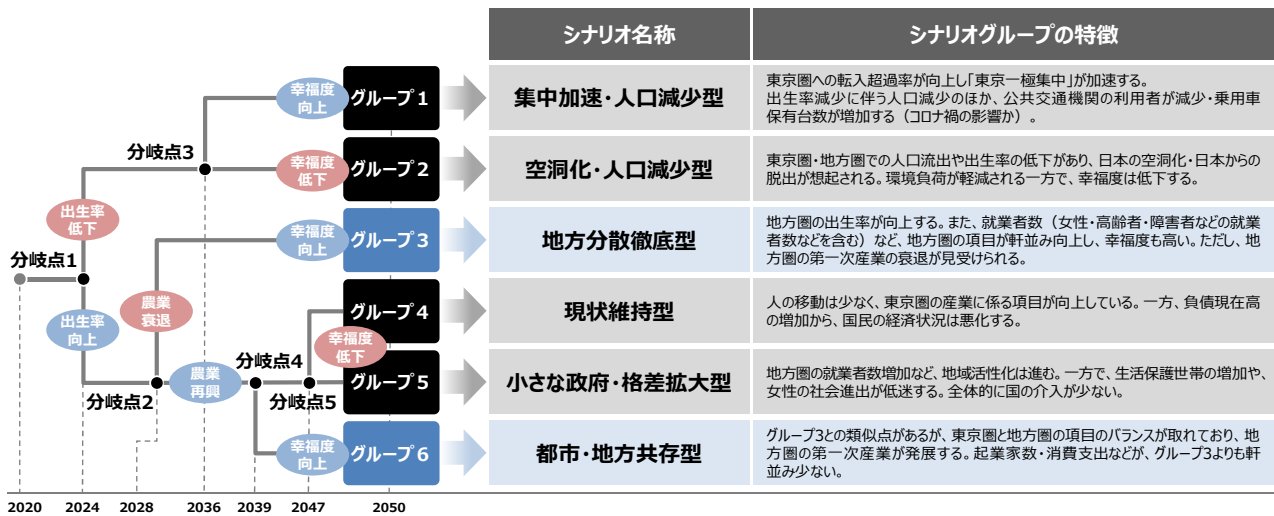 シナリオ名称
シナリオグループの特徴
幸福度
向上
グループ1
集中加速・人口減少型
東京圏への転入超過率が向上し「東京一極集中」が加速する。
出生率減少に伴う人口減少のほか、公共交通機関の利用者が減少・乗用車
保有台数が増加する（コロナ禍の影響か）。
分岐点3
幸福度
低下
グループ2
空洞化・人口減少型
東京圏・地方圏での人口流出や出生率の低下があり、日本の空洞化・日本からの
脱出が想起される。環境負荷が軽減される一方で、幸福度は低下する。
出生率
低下
幸福度
向上
グループ3
地方分散徹底型
地方圏の出生率が向上する。また、就業者数（女性・高齢者・障害者などの就業
者数などを含む）など、地方圏の項目が軒並み向上し、幸福度も高い。ただし、地
方圏の第一次産業の衰退が見受けられる。
分岐点1
農業
衰退
出生率
向上
グループ4
現状維持型
人の移動は少なく、東京圏の産業に係る項目が向上している。一方、負債現在高
の増加から、国民の経済状況は悪化する。
幸福度
低下
分岐点4
農業
再興
分岐点2
分岐点5
グループ5
小さな政府・格差拡大型
地方圏の就業者数増加など、地域活性化は進む。一方で、生活保護世帯の増加や、
女性の社会進出が低迷する。全体的に国の介入が少ない。
幸福度
向上
グループ6
都市・地方共存型
グループ3との類似点があるが、東京圏と地方圏の項目のバランスが取れており、地
方圏の第一次産業が発展する。起業家数・消費支出などが、グループ3よりも軒
並み少ない。
2020 2024 2028 2036 2039 2047 2050